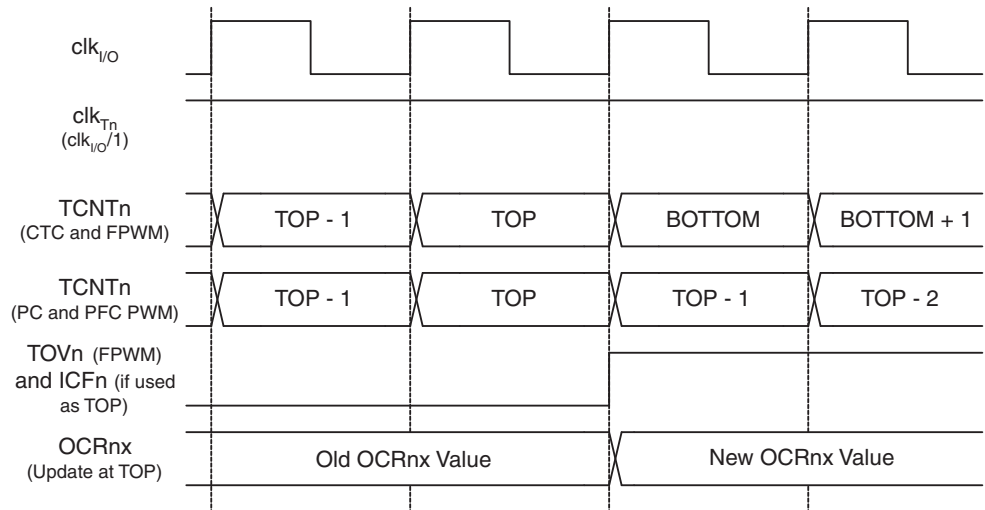 clkI/O
clkTn
(clkI/O/1)
TCNTn
(CTC and FPWM)
TOP - 1
TOP
BOTTOM
BOTTOM + 1
TCNTn
(PC and PFC PWM)
TOP - 1
TOP
TOP - 1
TOP - 2
TOVn (FPWM)
and ICFn (if used
as TOP)
OCRnx
(Update at TOP)
Old OCRnx Value
New OCRnx Value